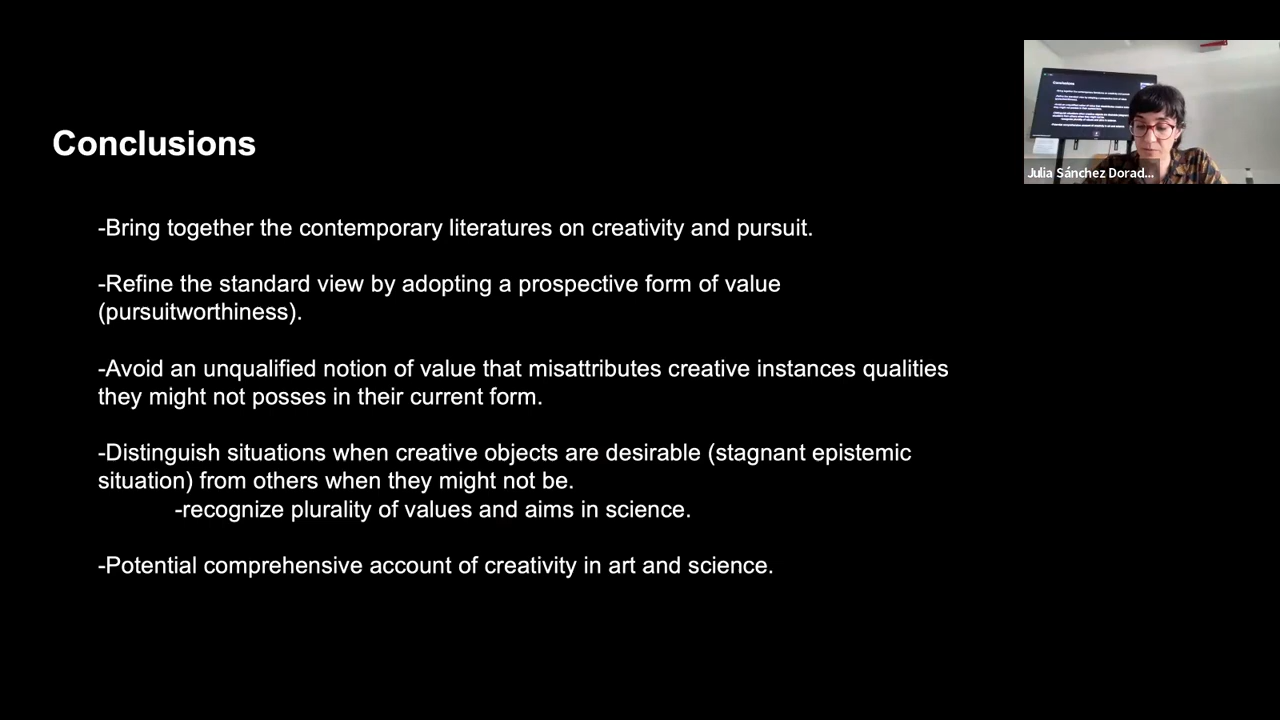 Conclusions
-Bring together the contemporary literatures on creativity and pursuit.
-Refine the standard view by adopting a prospective form of value
(pursuitworthiness).
-Avoid an unqualified notion of value that misattributes creative instances qualities
they might not posses in their current form.
-Distinguish situations when creative objects are desirable (stagnant epistemic
situation) from others when they might not be.
-recognize plurality of values and aims in science.
-Potential comprehensive account of creativity in art and science.
Conclusions
Julia Sánchez Dorad...